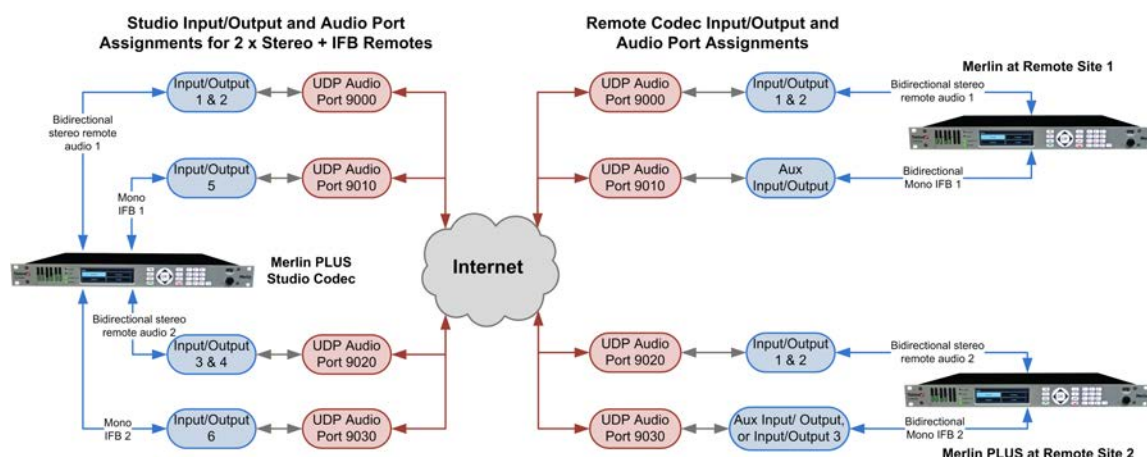 Studio Input/Output and Audio Port
Assignments for 2 x Stereo + IFB Remotes
Remote Codec Input/Output and
Audio Port Assignments
Input/Output
1 & 2
UDP Audio
Port 9000
Bidirectional
stereo remote
audio 1
Input/Output
5
UDP Audio
Port 9010
Mono
IFB 1
Merlin PLUS
Studio Codec
Bidirectional stereo
remote audio 2
Input/Output
3 & 4
UDP Audio
Port 9020
Mono
IFB 2
Input/Output
6
UDP Audio
Port 9030
Internet
UDP Audio
Port 9000
Input/Output
1 & 2
Bidirectional stereo
remote audio 1
Merlin at Remote Site 1
UDP Audio
Port 9010
Aux
Input/Output
Bidirectional
Mono IFB 1
UDP Audio
Port 9020
Input/Output
1 & 2
Bidirectional stereo
remote audio 2
UDP Audio
Port 9030
Aux Input/ Output,
or Input/Output 3
Bidirectional
Mono IFB 2
Merlin PLUS at Remote Site 2